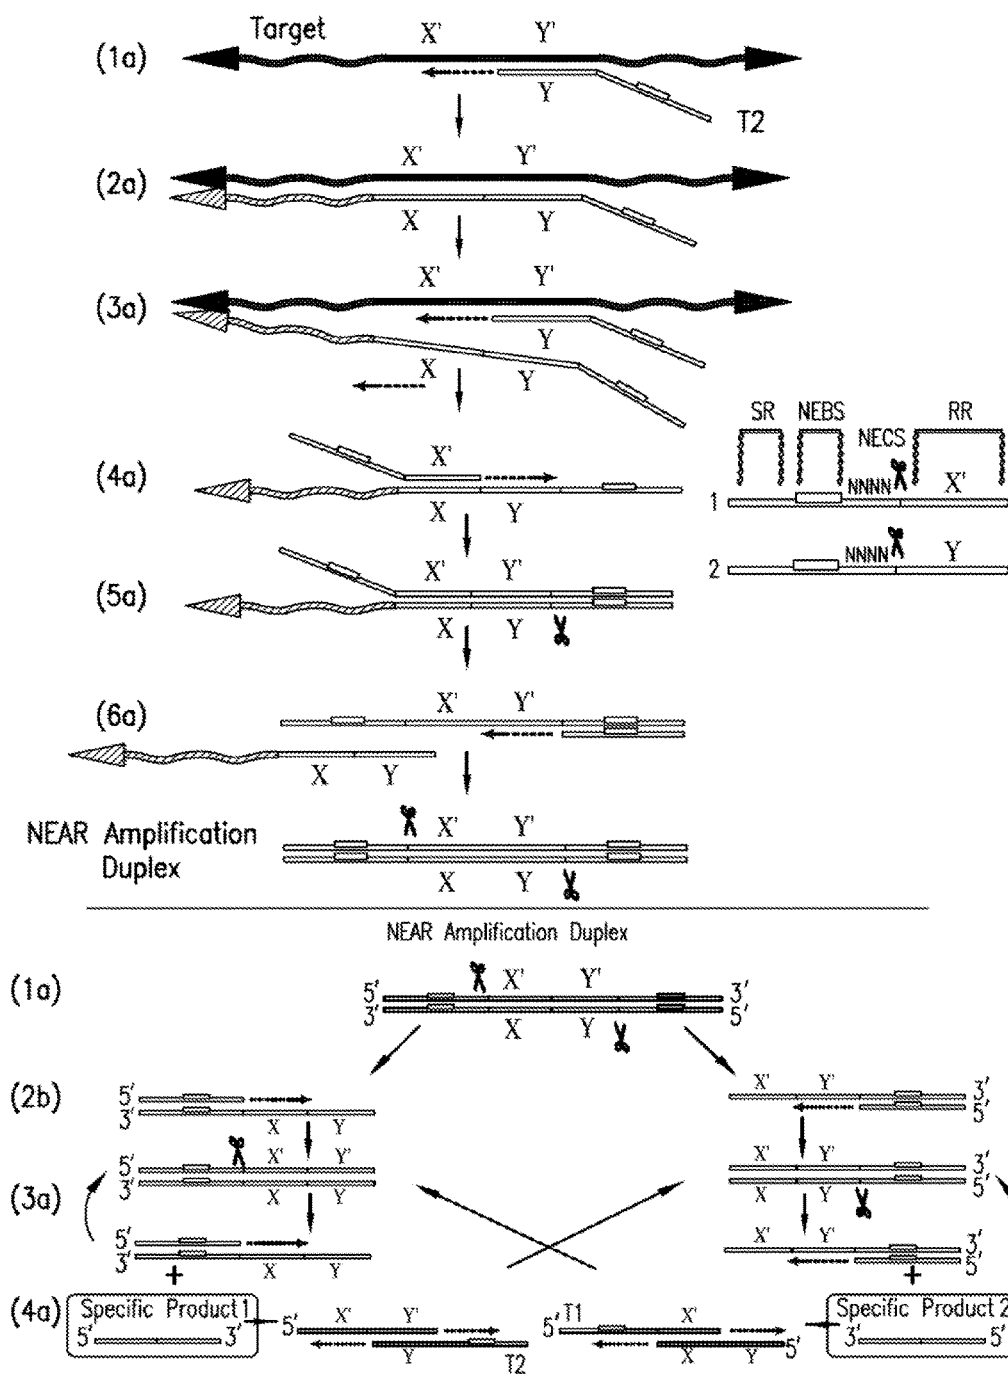 Target
X' Y'
(1a)
Y
T2
X' Y'
(2a)
X Y
X' Y'
(3a)
Y
X Y
SR NEBS NECS RR
X'
(4a)
X Y
1 NNNN X'
2 NNNN Y
X' Y'
(5a)
X Y
(6a)
X' Y'
X Y
NEAR Amplification
Duplex
X' Y'
X Y
NEAR Amplification Duplex
(1a)
X' Y'
5' 3'
3' 5'
X Y
(2b)
5'
3'
X Y
X' Y'
3'
5'
X' Y'
5'
3'
X Y
X' Y'
3'
5'
X Y
(3a)
5'
3'
X Y
X' Y'
3'
5'
+ +
(4a)
Specific Product 1
5' 3'
X' Y'
5'
Y
T2
T1 X'
5'
X Y 5'
Specific Product 2
3' 5'